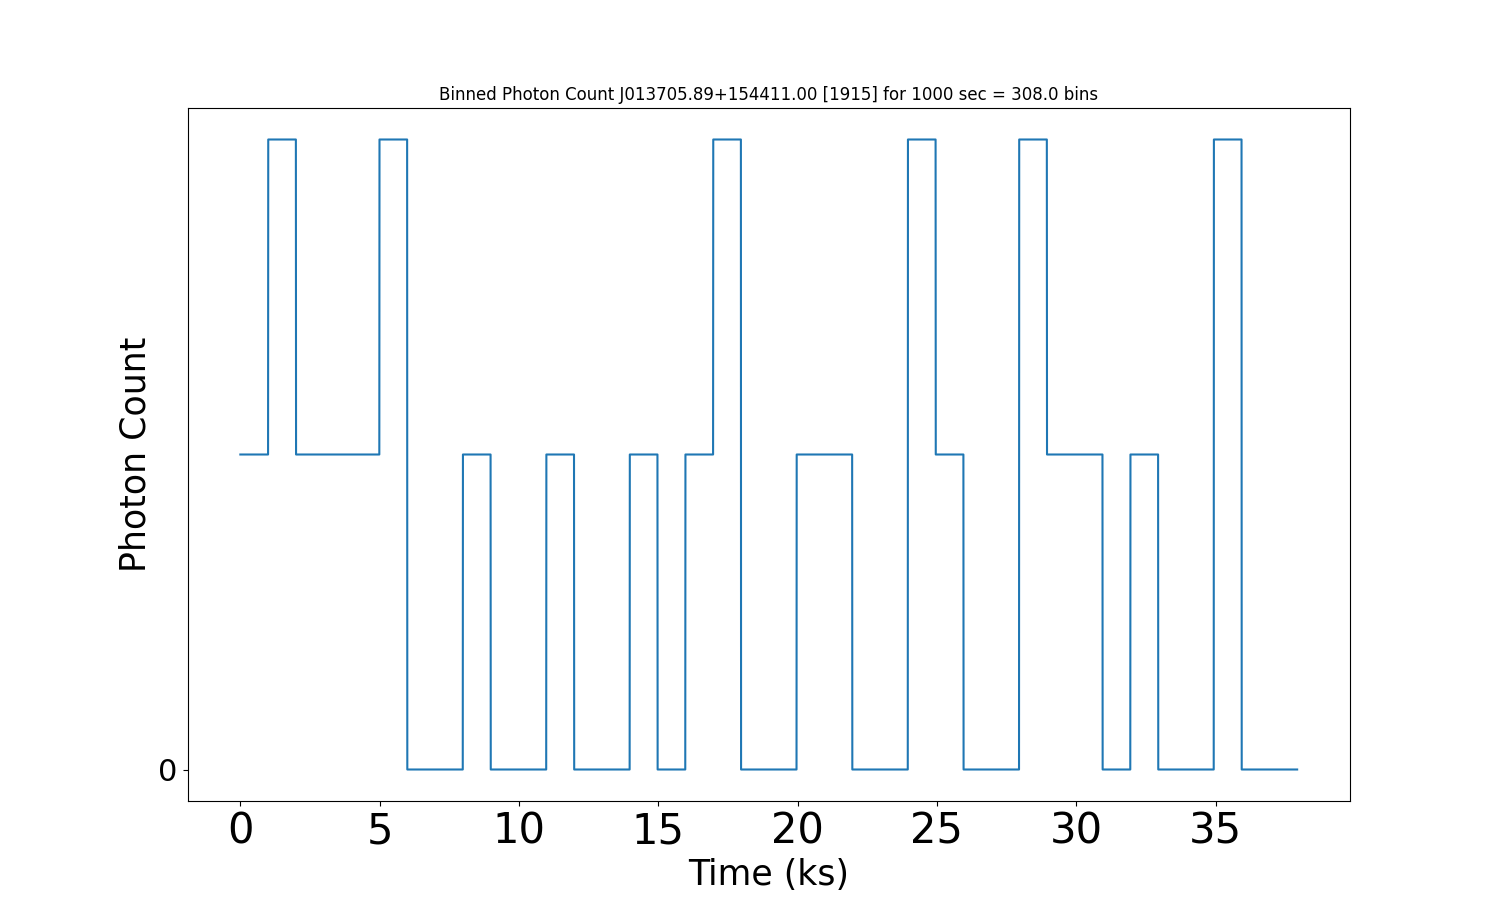 Binned Photon Count J013705.89+154411.00 [1915] for 1000 sec = 308.0 bins
Photon Count
0
0 5 10 15 20 25 30 35
Time (ks)